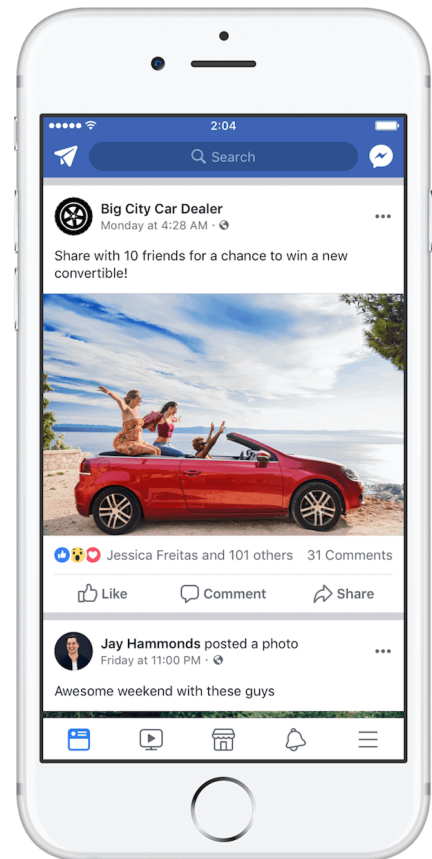 2:04
Search
Big City Car Dealer
Monday at 4:28 AM ·
Share with 10 friends for a chance to win a new
convertible!
Jessica Freitas and 101 others 31 Comments
Like Comment Share
Jay Hammonds posted a photo
Friday at 11:00 PM ·
Awesome weekend with these guys